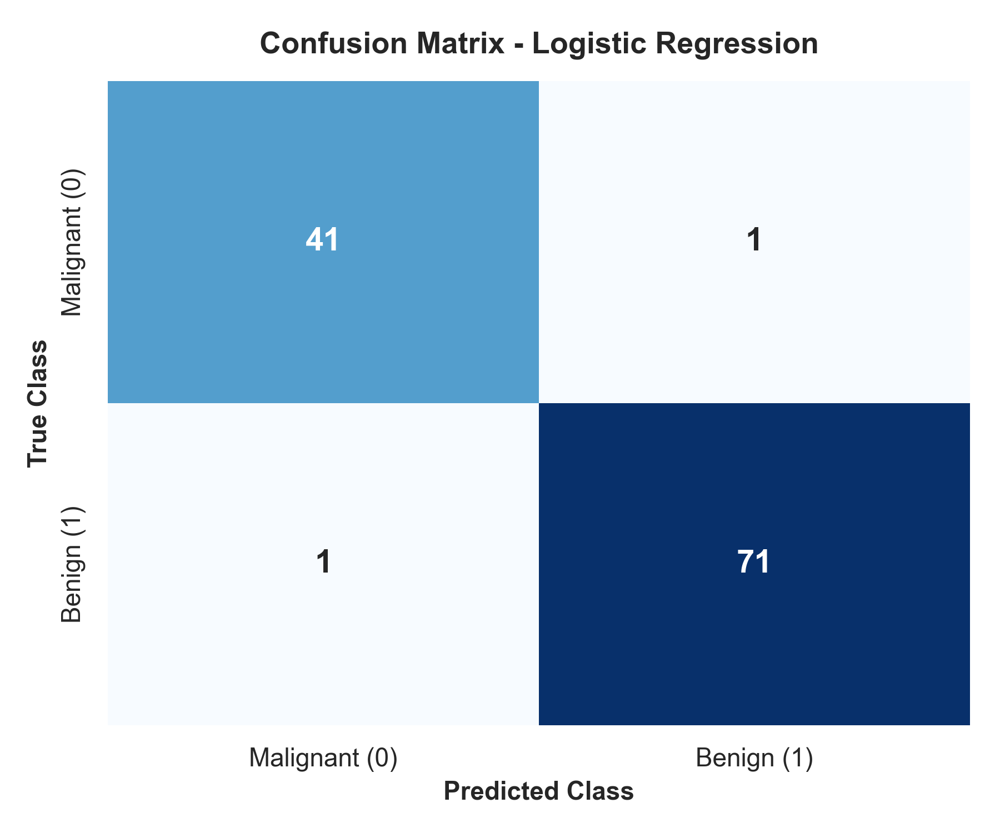 Confusion Matrix - Logistic Regression
True Class
Malignant (0)
41
1
Benign (1)
1
71
Malignant (0)
Benign (1)
Predicted Class